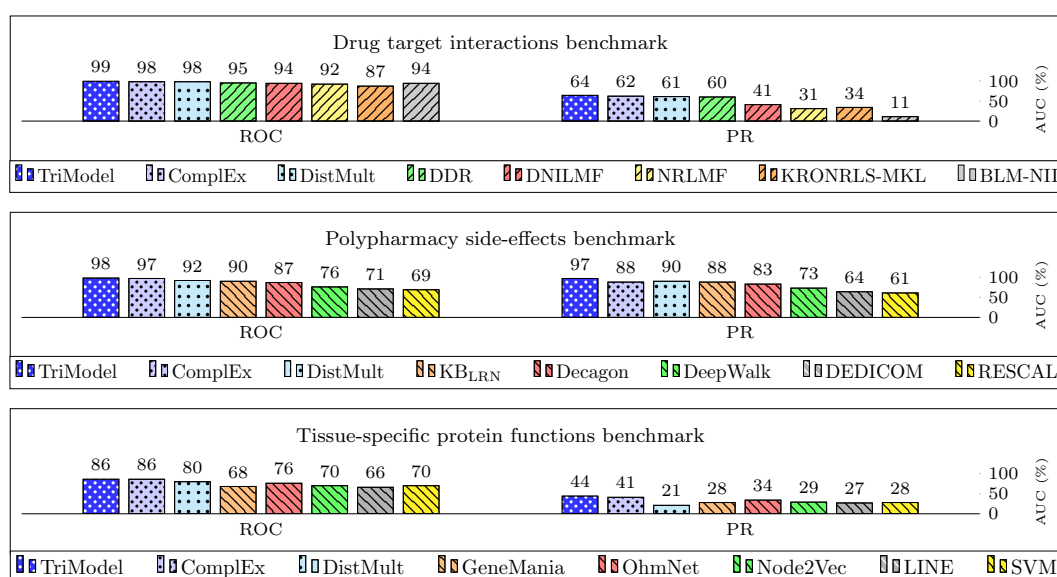 Drug target interactions benchmark
99 98 98 95 94 92 87 94 64 62 61 60 41 31 34 11
100
50
0
AUC (%)
ROC PR
TriModel ComplEx DistMult DDR DNILMF NRLMF KRONRLS-MKL BLM-NII
Polypharmacy side-effects benchmark
98 97 92 90 87 76 71 69 97 88 90 88 83 73 64 61
100
50
0
AUC (%)
ROC PR
TriModel ComplEx DistMult KBLRN Decagon DeepWalk DEDICOM RESCAL
Tissue-specific protein functions benchmark
86 86 80 68 76 70 66 70 44 41 21 28 34 29 27 28
100
50
0
AUC (%)
ROC PR
TriModel ComplEx DistMult GeneMania OhmNet Node2Vec LINE SVM